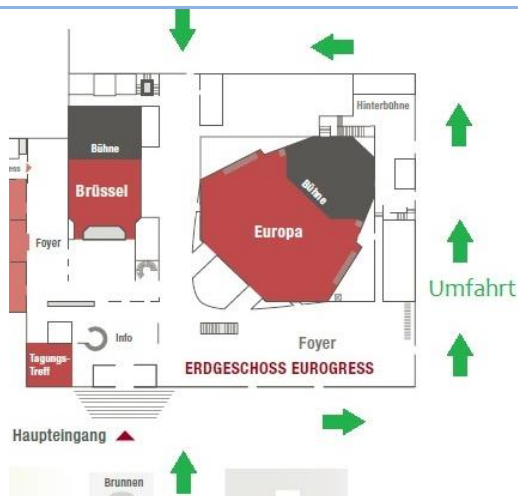 Hinterbühne
Bühne
Brüssel
Bühne
Europa
Foyer
Umfahrt
Info
Foyer
Tagungs-
Treff
ERDGESCHOSS EUROGRESS
Haupteingang
Brunnen